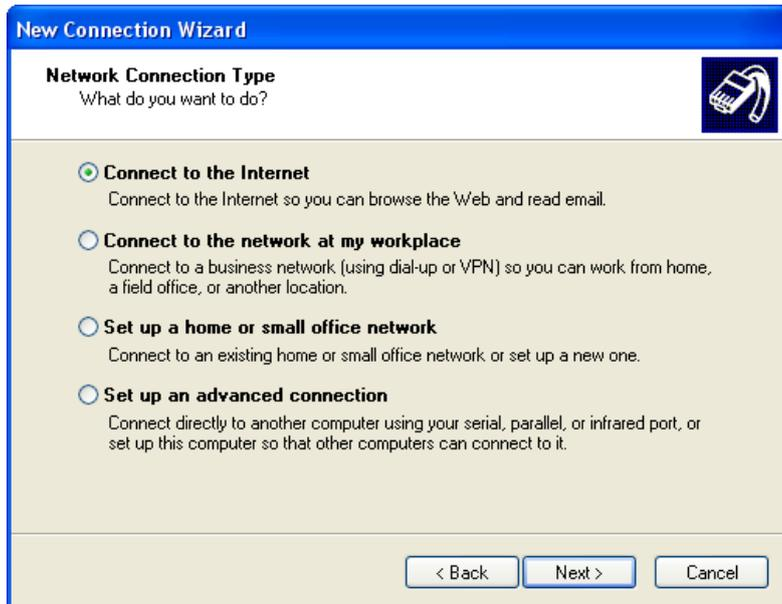 New Connection Wizard
Network Connection Type
What do you want to do?
Connect to the Internet
Connect to the Internet so you can browse the Web and read email.
Connect to the network at my workplace
Connect to a business network (using dial-up or VPN) so you can work from home,
a field office, or another location.
Set up a home or small office network
Connect to an existing home or small office network or set up a new one.
Set up an advanced connection
Connect directly to another computer using your serial, parallel, or infrared port, or
set up this computer so that other computers can connect to it.
< Back
Next >
Cancel